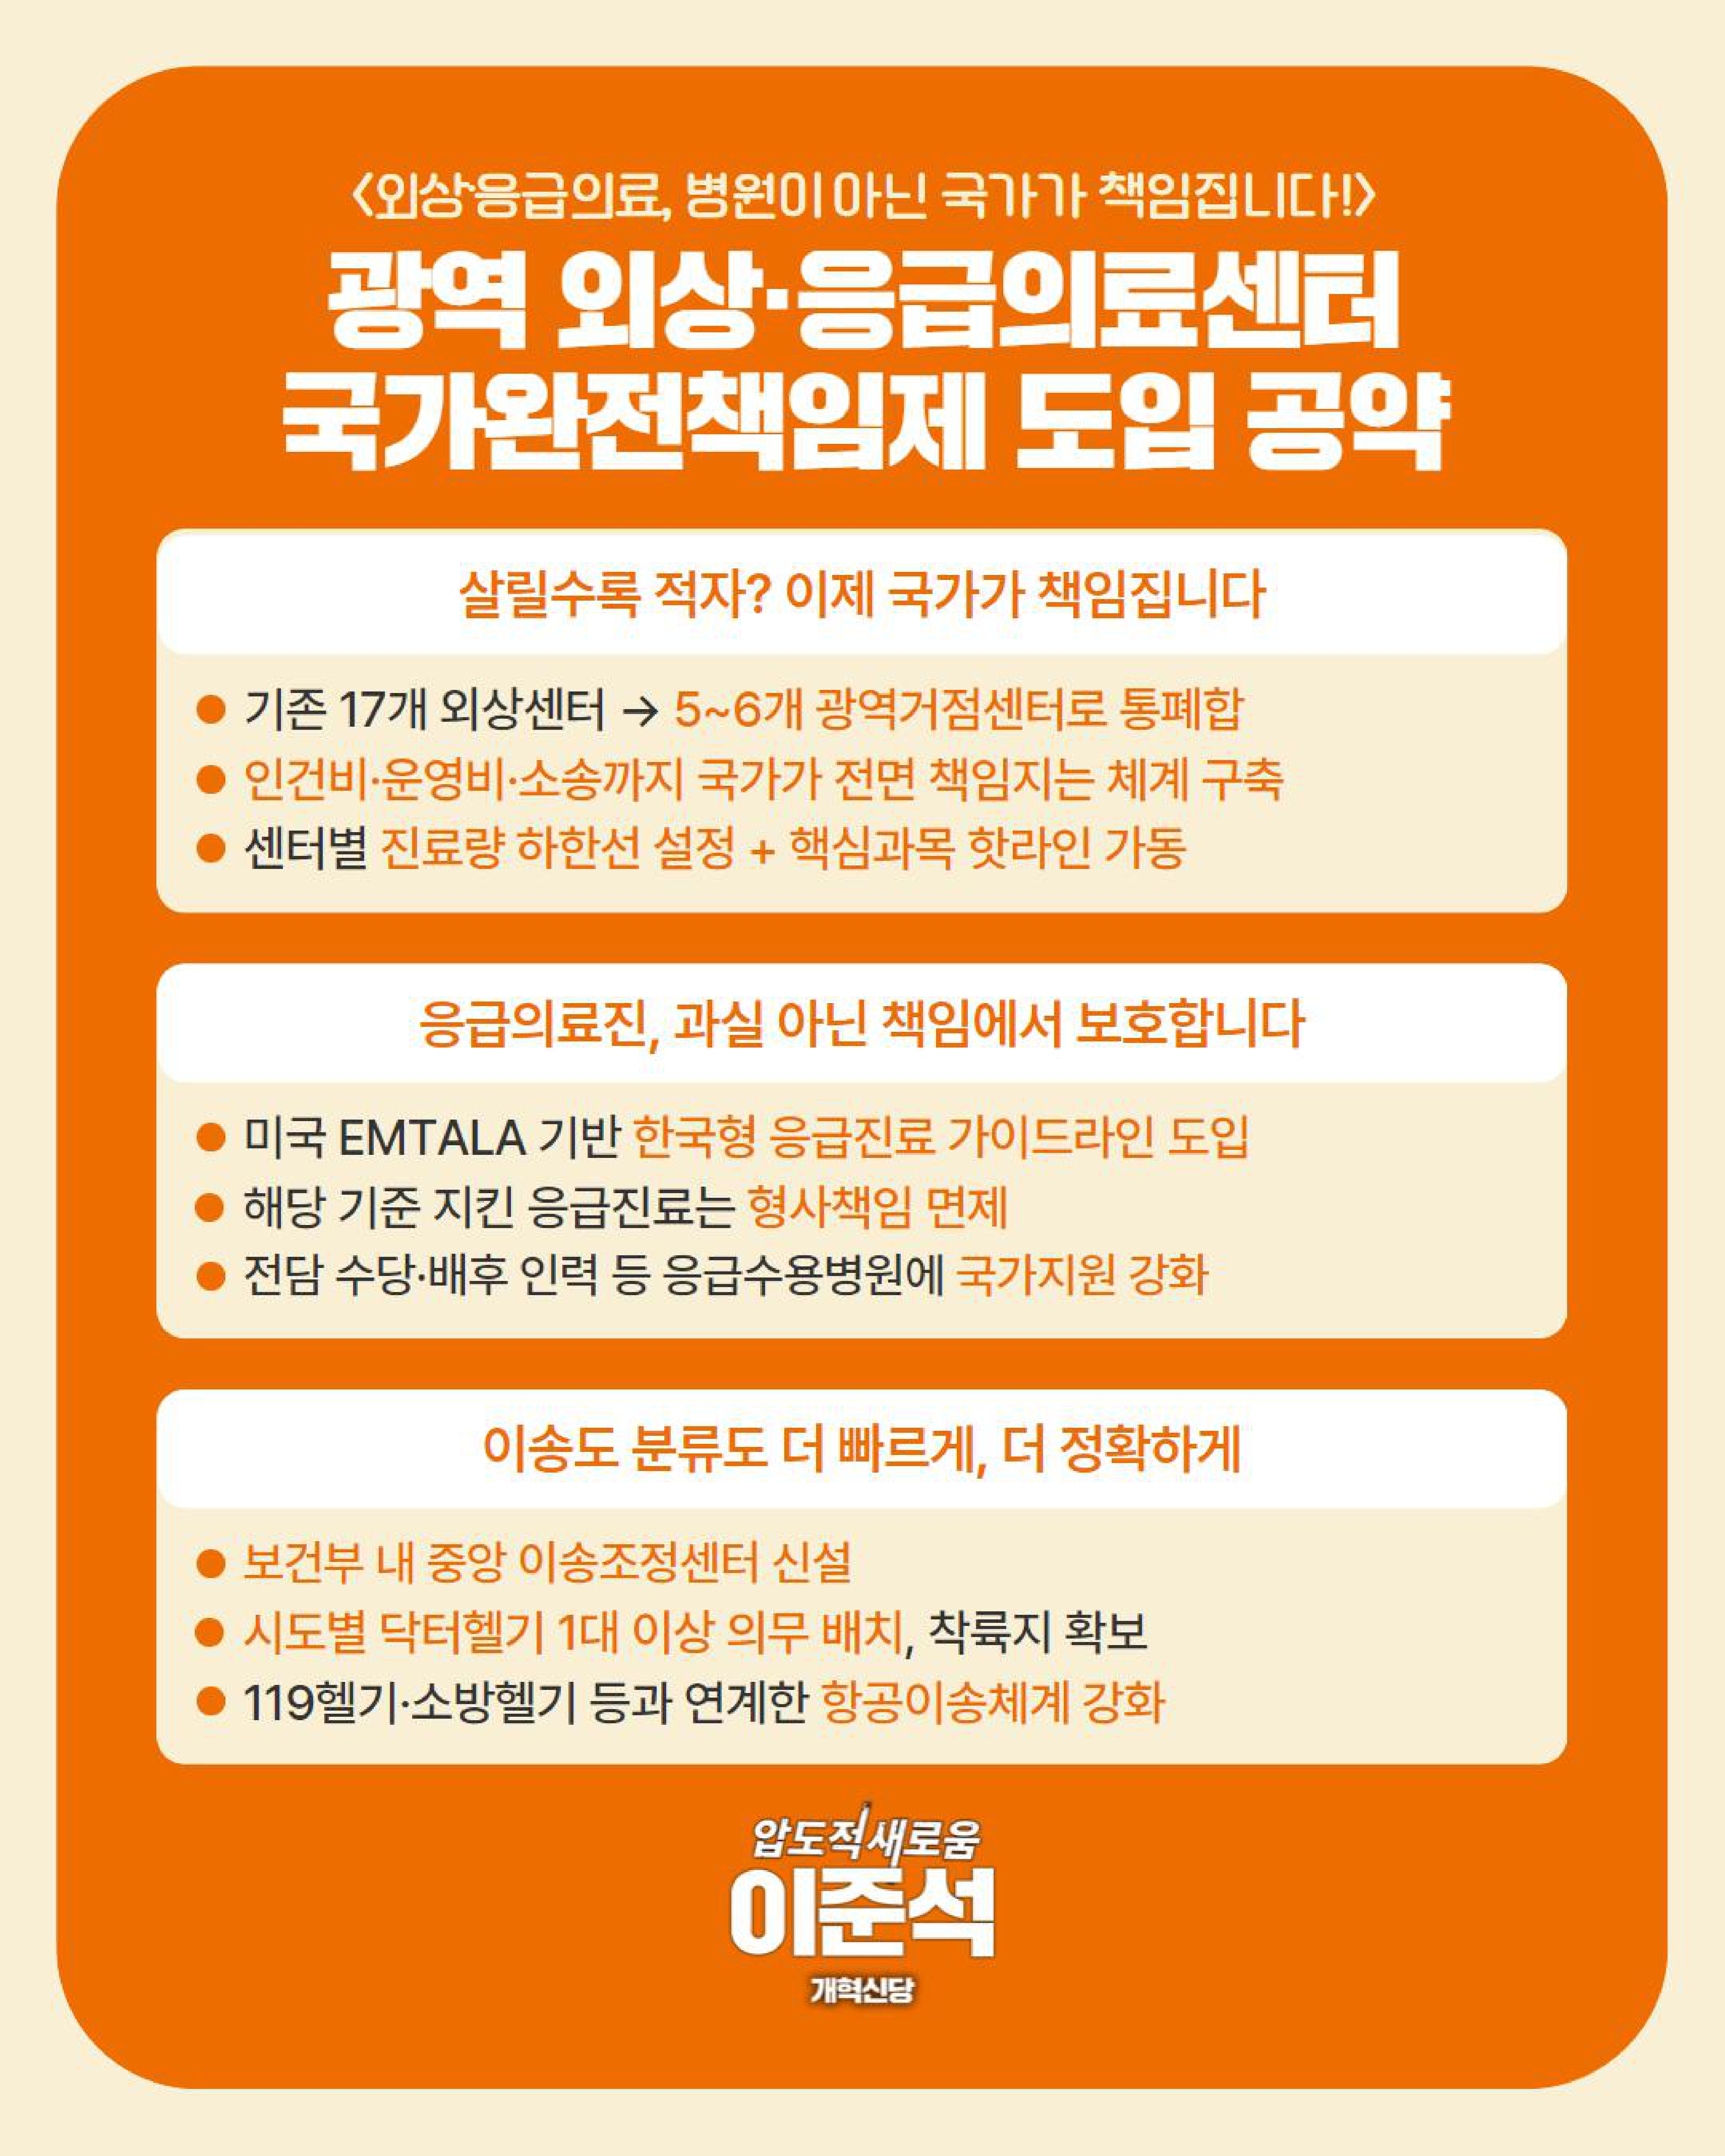 <외상·응급의료, 병원이 아닌 국가가 책임집니다!>
광역 외상·응급의료센터
국가완전책임제 도입 공약
살릴수록 적자? 이제 국가가 책임집니다
● 기존 17개 외상센터 → 5~6개 광역거점센터로 통폐합
● 인건비·운영비·소송까지 국가가 전면 책임지는 체계 구축
● 센터별 진료량 하한선 설정 + 핵심과목 핫라인 가동
응급의료진, 과실 아닌 책임에서 보호합니다
● 미국 EMTALA 기반 한국형 응급진료 가이드라인 도입
● 해당 기준 지킨 응급진료는 형사책임 면제
● 전담 수당·배후 인력 등 응급수용병원에 국가지원 강화
이송도 분류도 더 빠르게, 더 정확하게
● 보건부 내 중앙 이송조정센터 신설
● 시도별 닥터헬기 1대 이상 의무 배치, 착륙지 확보
● 119헬기·소방헬기 등과 연계한 항공이송체계 강화
압도적 새로움
이준석
개혁신당